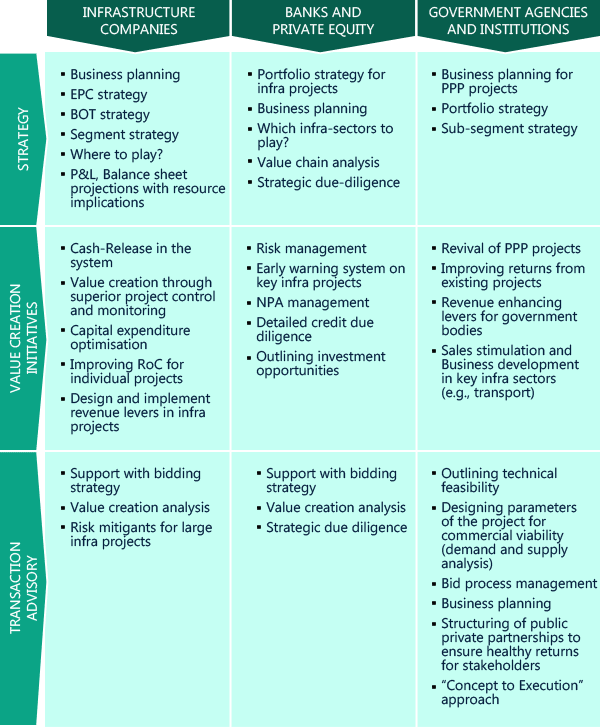 INFRASTRUCTURE
COMPANIES
BANKS AND
PRIVATE EQUITY
GOVERNMENT AGENCIES
AND INSTITUTIONS
STRATEGY
▪ Business planning
▪ EPC strategy
▪ BOT strategy
▪ Segment strategy
▪ Where to play?
▪ P&L, Balance sheet
projections with resource
implications
▪ Portfolio strategy for
infra projects
▪ Business planning
▪ Which infra-sectors to
play?
▪ Value chain analysis
▪ Strategic due-diligence
▪ Business planning for
PPP projects
▪ Portfolio strategy
▪ Sub-segment strategy
VALUE CREATION
INITIATIVES
▪ Cash-Release in the
system
▪ Value creation through
superior project control
and monitoring
▪ Capital expenditure
optimisation
▪ Improving RoC for
individual projects
▪ Design and implement
revenue levers in infra
projects
▪ Risk management
▪ Early warning system on
key infra projects
▪ NPA management
▪ Detailed credit due
diligence
▪ Outlining investment
opportunities
▪ Revival of PPP projects
▪ Improving returns from
existing projects
▪ Revenue enhancing
levers for government
bodies
▪ Sales stimulation and
Business development
in key infra sectors
(e.g., transport)
TRANSACTION
ADVISORY
▪ Support with bidding
strategy
▪ Value creation analysis
▪ Risk mitigants for large
infra projects
▪ Support with bidding
strategy
▪ Value creation analysis
▪ Strategic due diligence
▪ Outlining technical
feasibility
▪ Designing parameters
of the project for
commercial viability
(demand and supply
analysis)
▪ Bid process management
▪ Business planning
▪ Structuring of public
private partnerships to
ensure healthy returns
for stakeholders
▪ “Concept to Execution”
approach